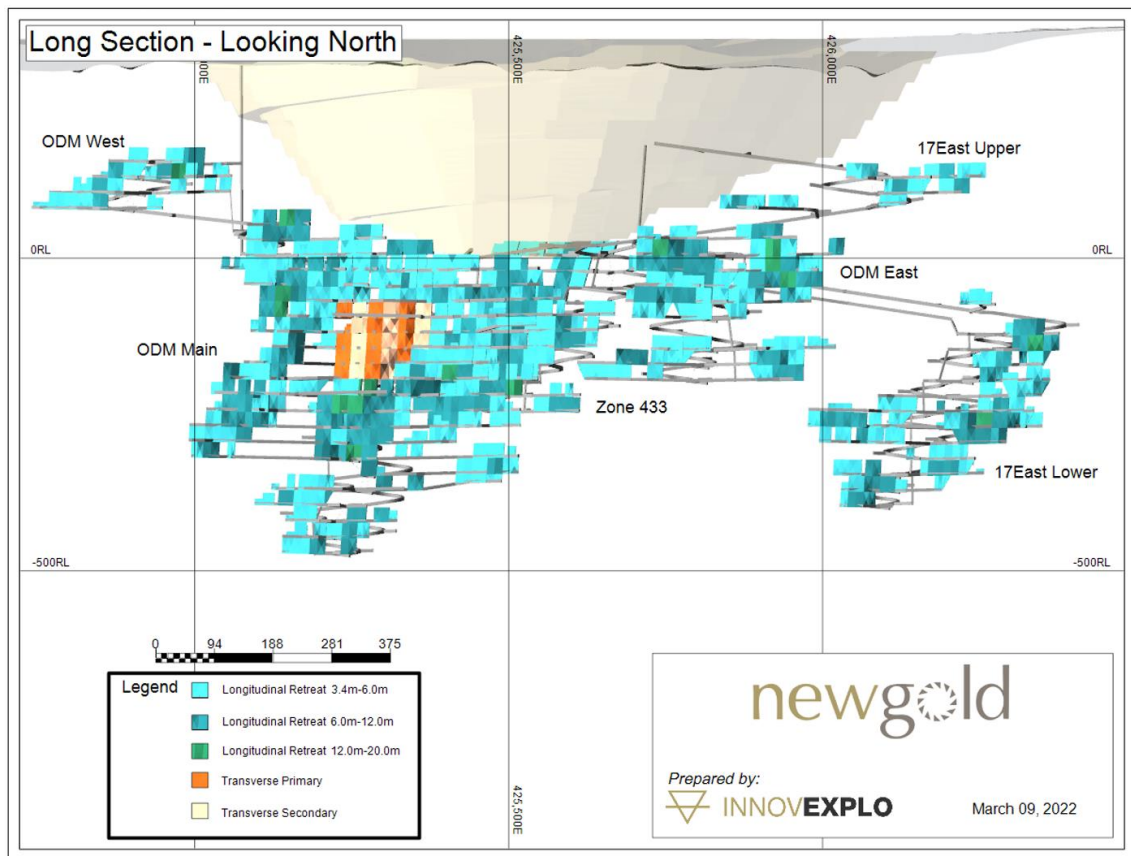 Long Section - Looking North
425,500E
426,000E
ODM West
17East Upper
0RL
0RL
ODM East
ODM Main
Zone 433
17East Lower
-500RL
-500RL
0 94 188 281 375
Legend
Longitudinal Retreat 3.4m-6.0m
Longitudinal Retreat 6.0m-12.0m
Longitudinal Retreat 12.0m-20.0m
Transverse Primary
Transverse Secondary
425,500E
newgold
Prepared by:
INNOVEXPLO
March 09, 2022